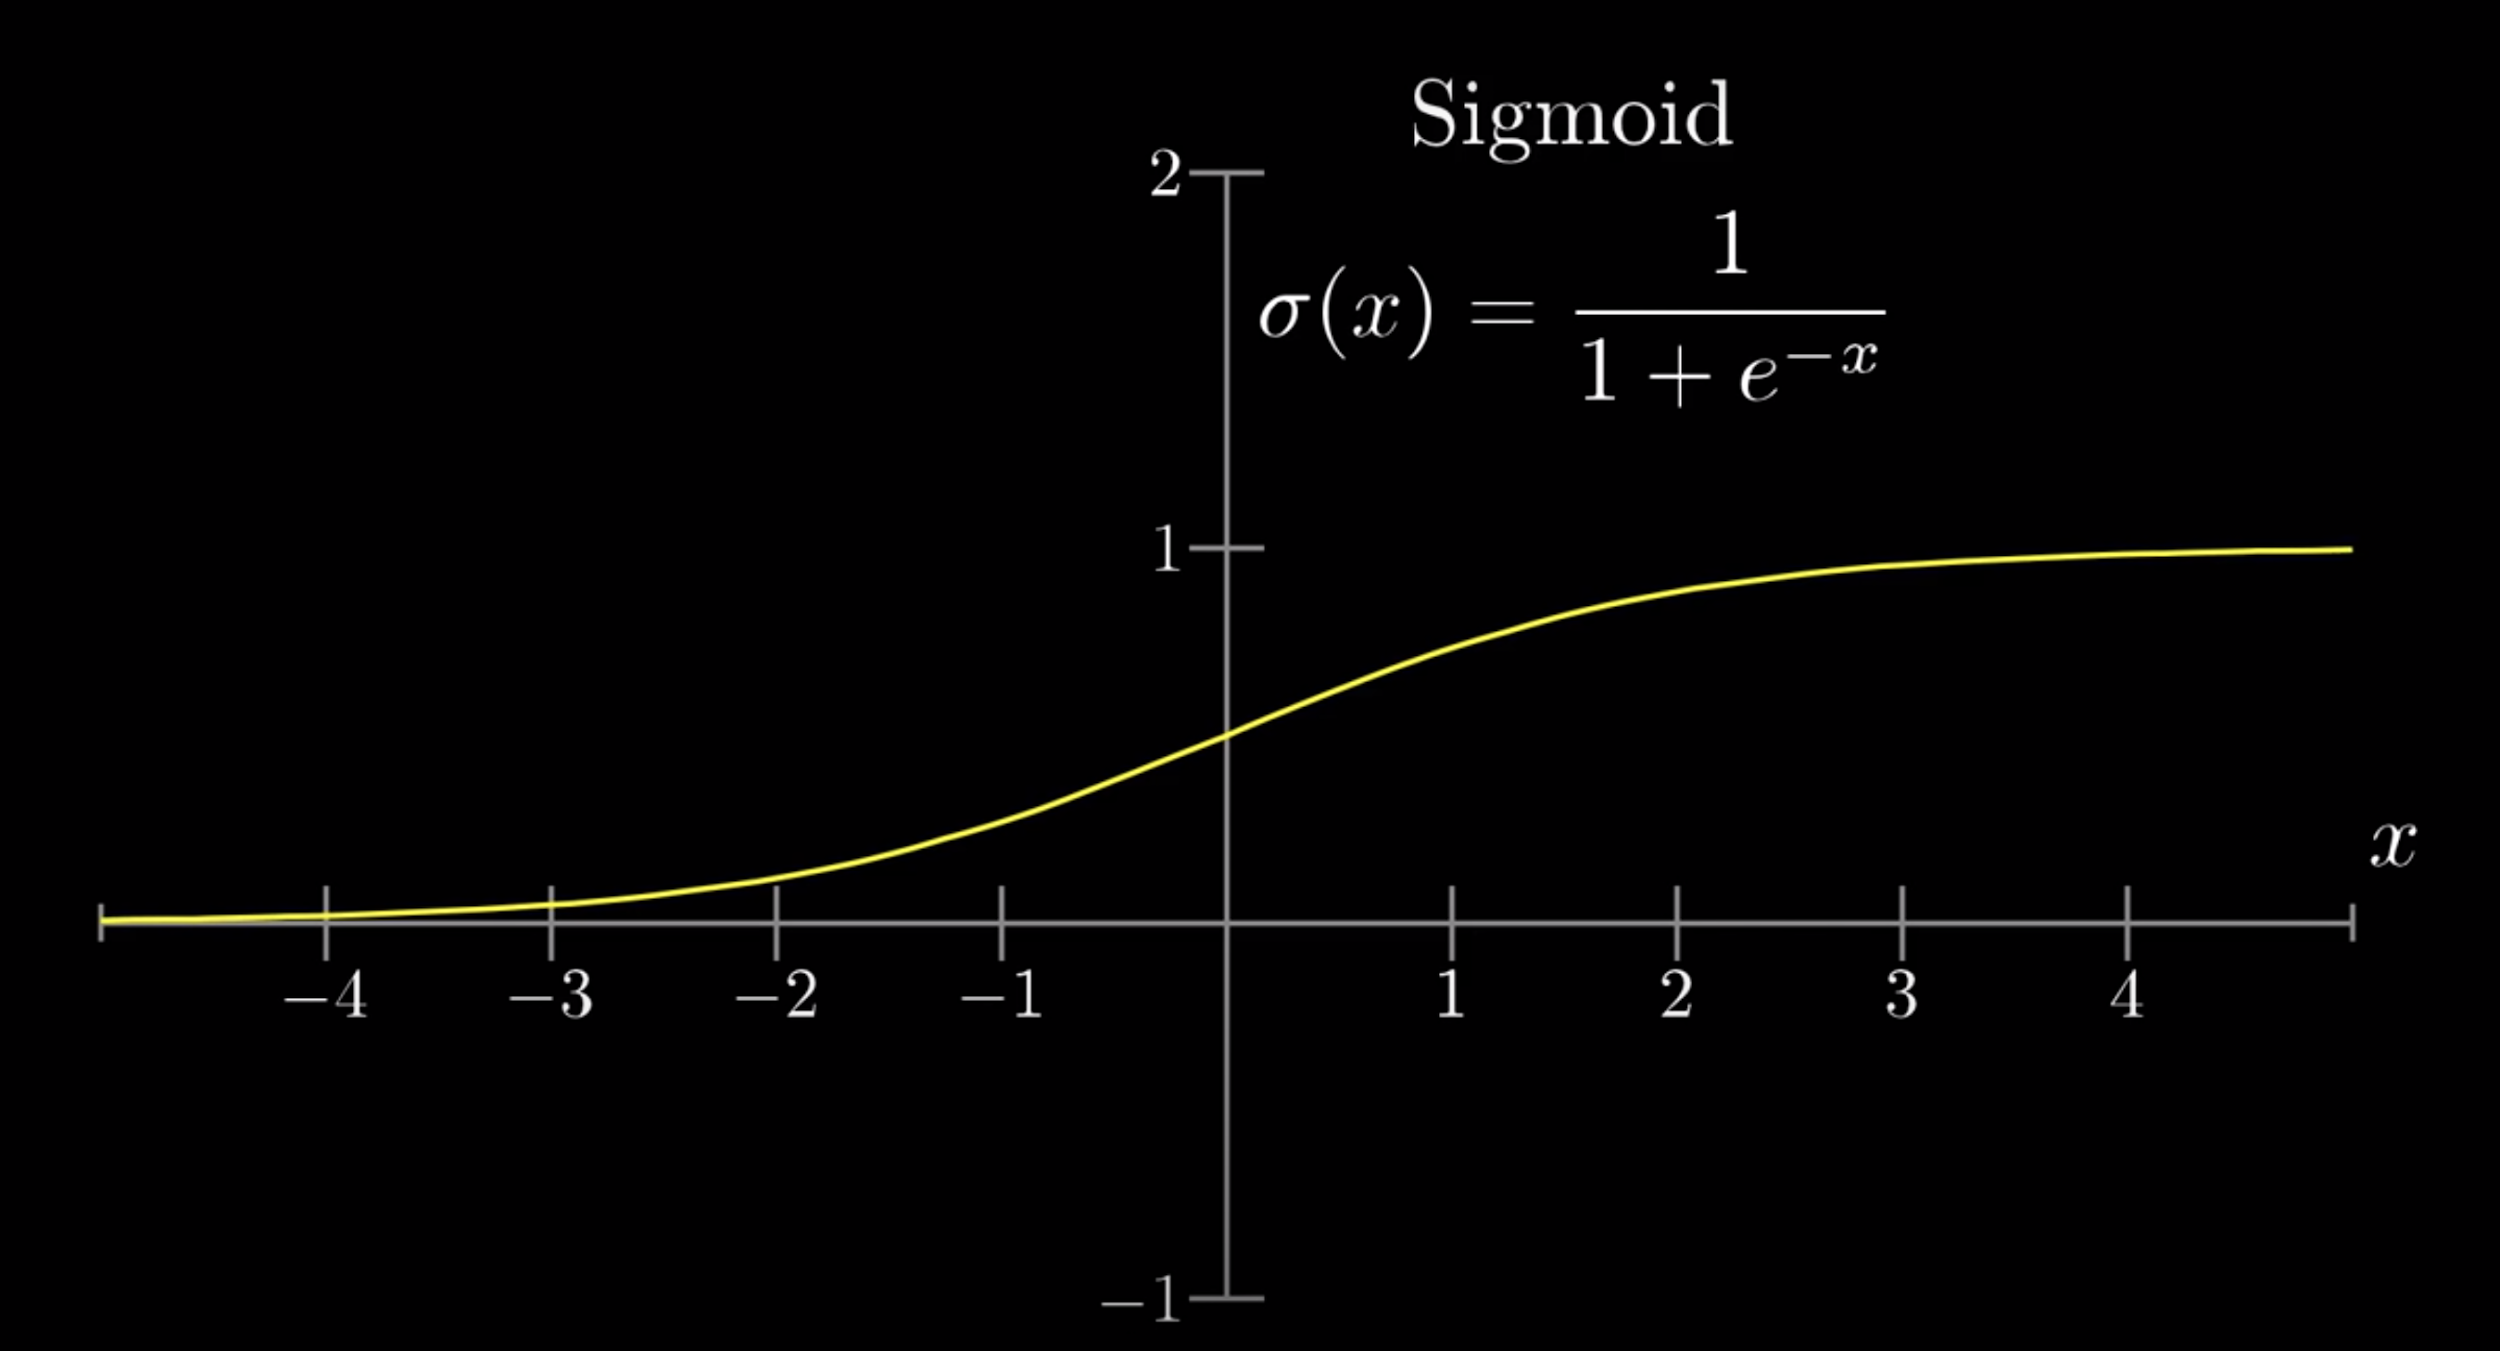 Sigmoid
2
σ(x) = 1 / (1 + e^{−x})
1
x
−4 −3 −2 −1 1 2 3 4
−1